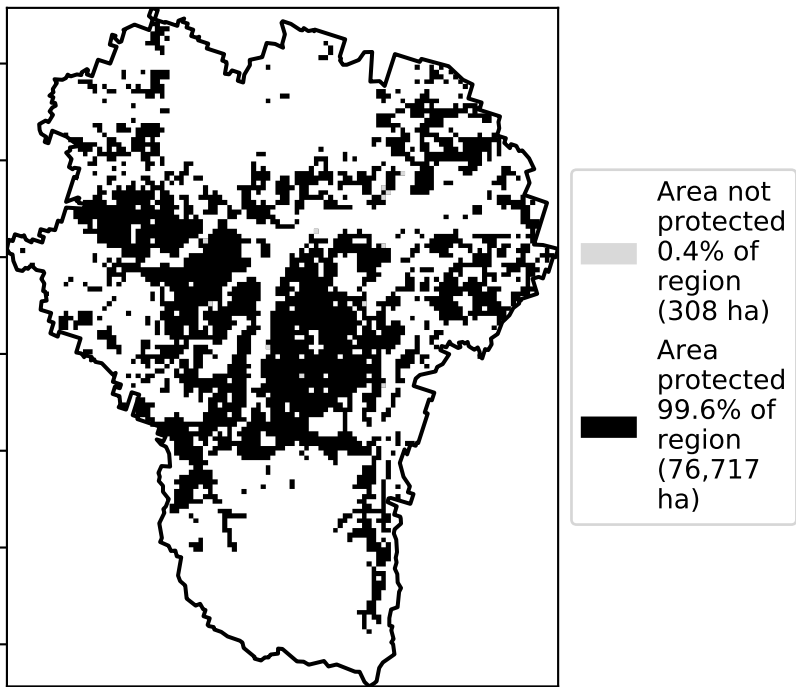 Area not
protected
0.4% of
region
(308 ha)
Area
protected
99.6% of
region
(76,717
ha)